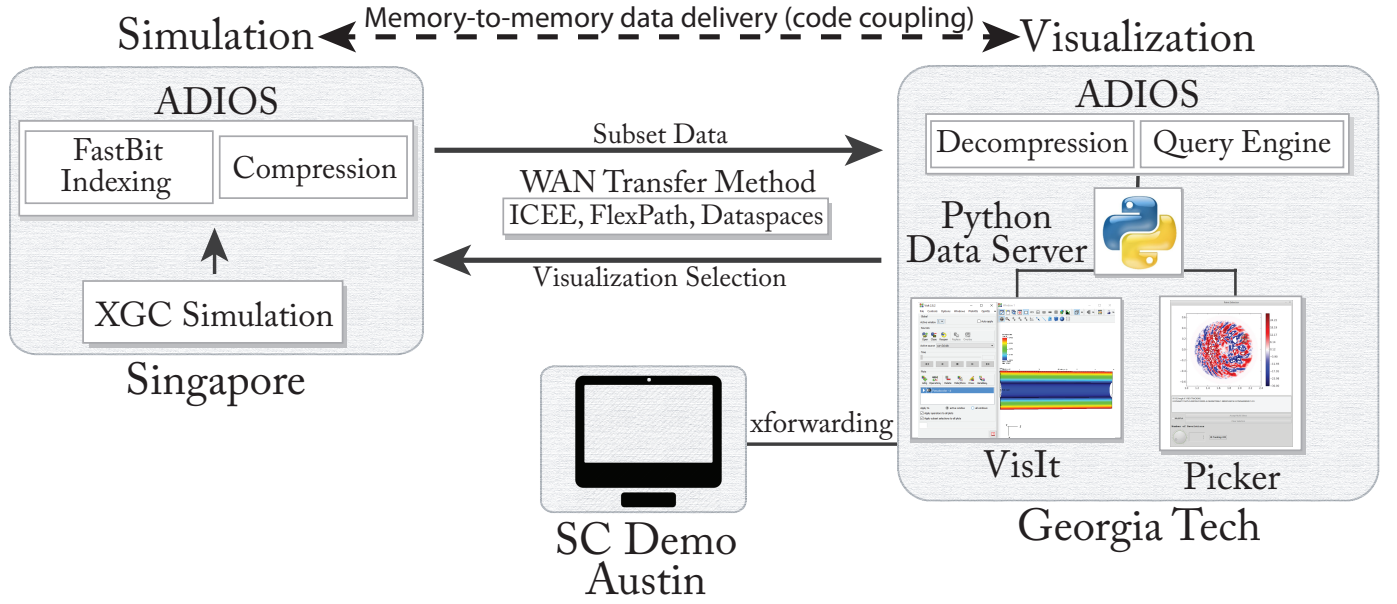 Memory-to-memory data delivery (code coupling)
Simulation
Visualization
ADIOS
FastBit
Indexing
Compression
XGC Simulation
Singapore
Subset Data
WAN Transfer Method
ICEE, FlexPath, Dataspaces
Visualization Selection
ADIOS
Decompression
Query Engine
Python
Data Server
VisIt
Picker
Georgia Tech
xforwarding
SC Demo
Austin